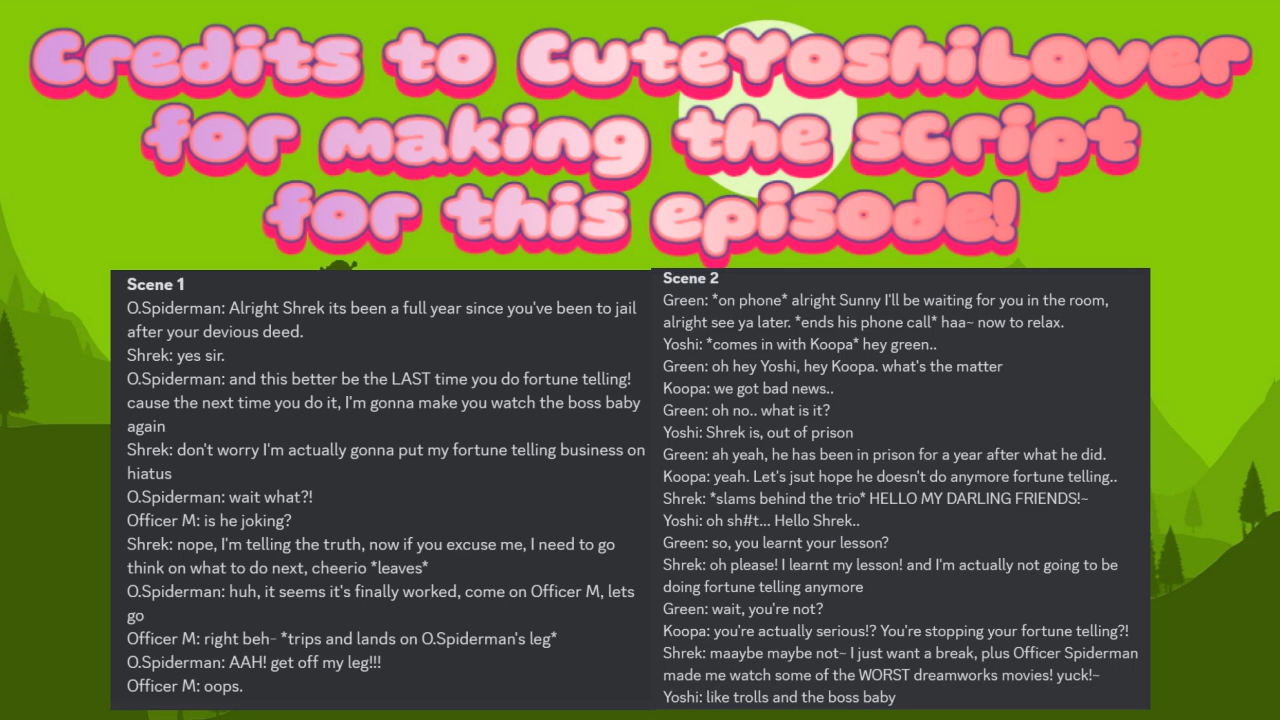 Credits to CuteYoshiLover
for making the script
for this episode!
Scene 1
O.Spiderman: Alright Shrek its been a full year since you've been to jail
after your devious deed.
Shrek: yes sir.
O.Spiderman: and this better be the LAST time you do fortune telling!
cause the next time you do it, I'm gonna make you watch the boss baby
again
Shrek: don't worry I'm actually gonna put my fortune telling business on
hiatus
O.Spiderman: wait what?!
Officer M: is he joking?
Shrek: nope, I'm telling the truth, now if you excuse me, I need to go
think on what to do next, cheerio *leaves*
O.Spiderman: huh, it seems it's finally worked, come on Officer M, lets
go
Officer M: right beh- *trips and lands on O.Spiderman's leg*
O.Spiderman: AAH! get off my leg!!!
Officer M: oops.
Scene 2
Green: *on phone* alright Sunny I'll be waiting for you in the room,
alright see ya later. *ends his phone call* haa~ now to relax.
Yoshi: *comes in with Koopa* hey green..
Green: oh hey Yoshi, hey Koopa. what's the matter
Koopa: we got bad news..
Green: oh no.. what is it?
Yoshi: Shrek is, out of prison
Green: ah yeah, he has been in prison for a year after what he did.
Koopa: yeah. Let's jsut hope he doesn't do anymore fortune telling..
Shrek: *slams behind the trio* HELLO MY DARLING FRIENDS!~
Yoshi: oh sh#t... Hello Shrek..
Green: so, you learnt your lesson?
Shrek: oh please! I learnt my lesson! and I'm actually not going to be
doing fortune telling anymore
Green: wait, you're not?
Koopa: you're actually serious!? You're stopping your fortune telling?!
Shrek: maaybe maybe not~ I just want a break, plus Officer Spiderman
made me watch some of the WORST dreamworks movies! yuck!~
Yoshi: like trolls and the boss baby